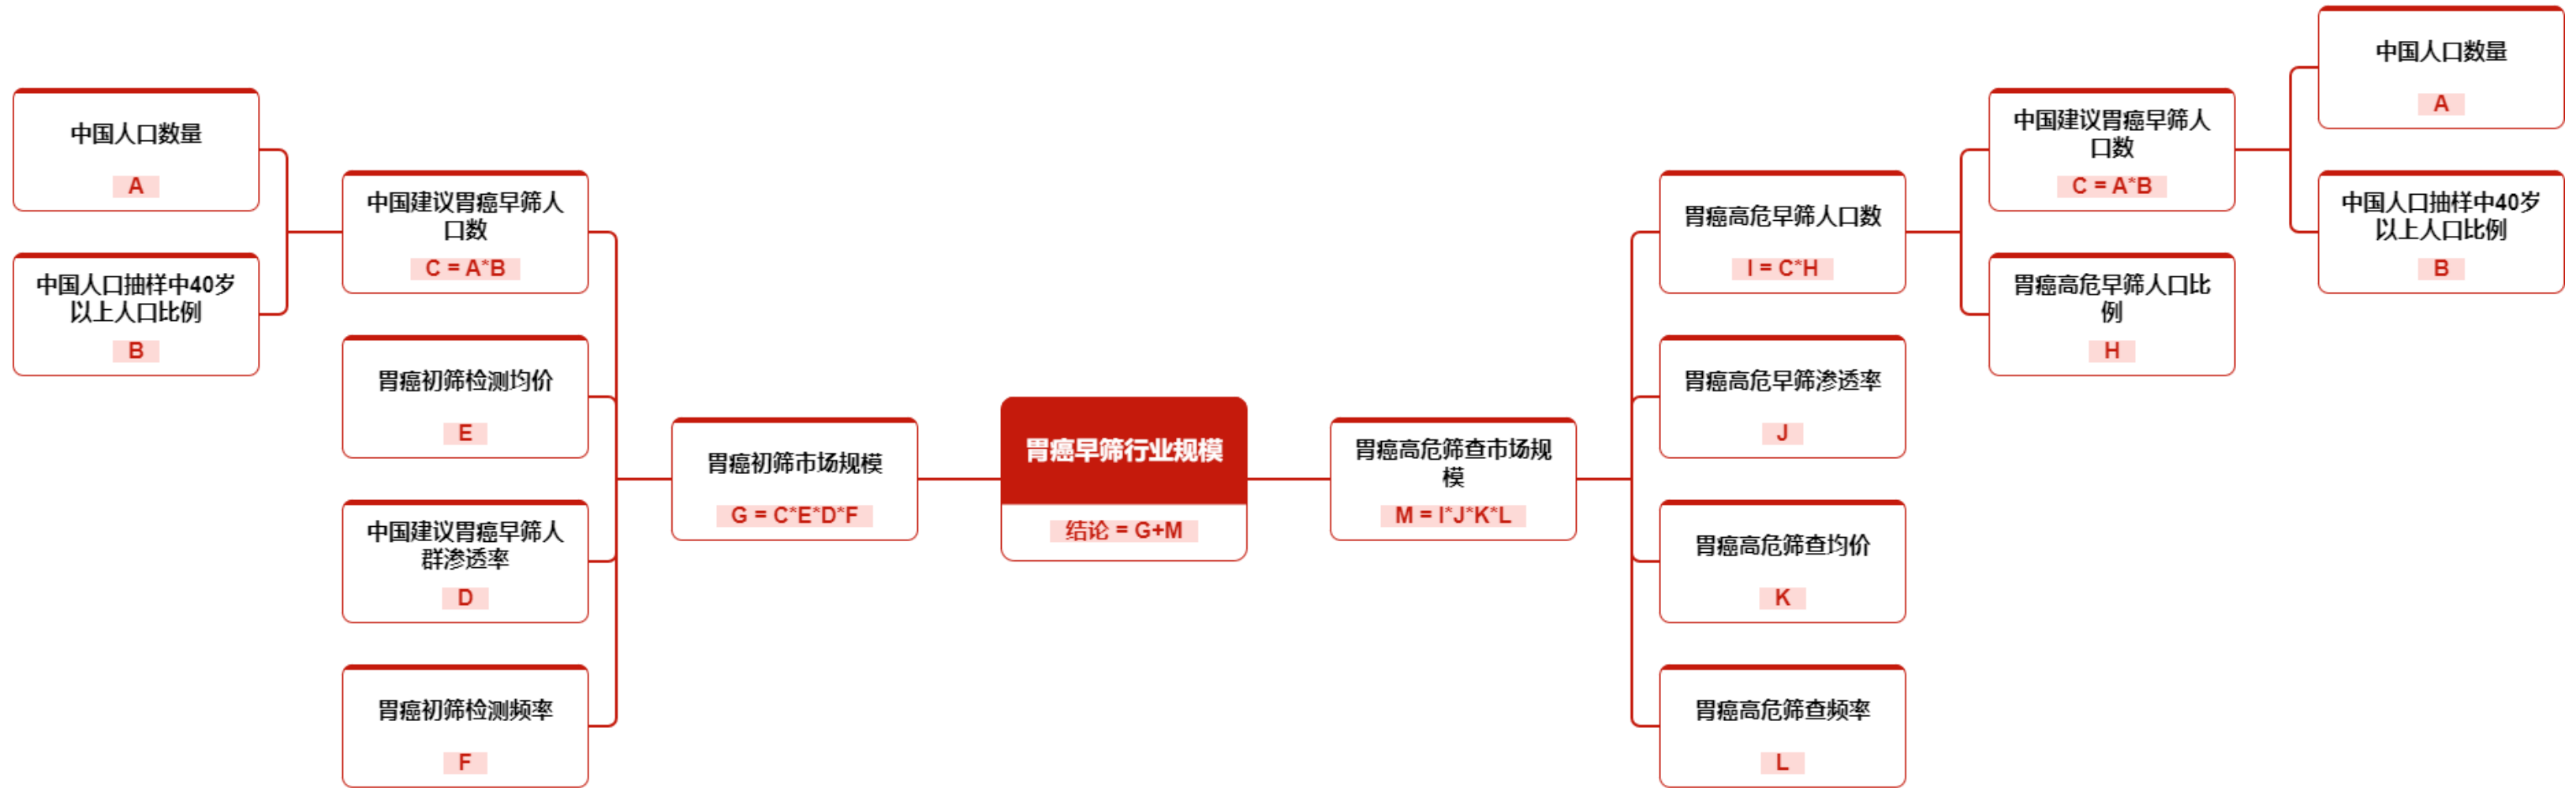 中国人口数量
A
中国人口抽样中40岁
以上人口比例
B
中国建议胃癌早筛人
口数
C = A*B
胃癌初筛检测均价
E
中国建议胃癌早筛人
群渗透率
D
胃癌初筛检测频率
F
胃癌初筛市场规模
G = C*E*D*F
胃癌早筛行业规模
结论 = G+M
胃癌高危筛查市场规
模
M = I*J*K*L
胃癌高危早筛人口数
I = C*H
胃癌高危早筛渗透率
J
胃癌高危筛查均价
K
胃癌高危筛查频率
L
中国建议胃癌早筛人
口数
C = A*B
胃癌高危早筛人口比
例
H
中国人口数量
A
中国人口抽样中40岁
以上人口比例
B